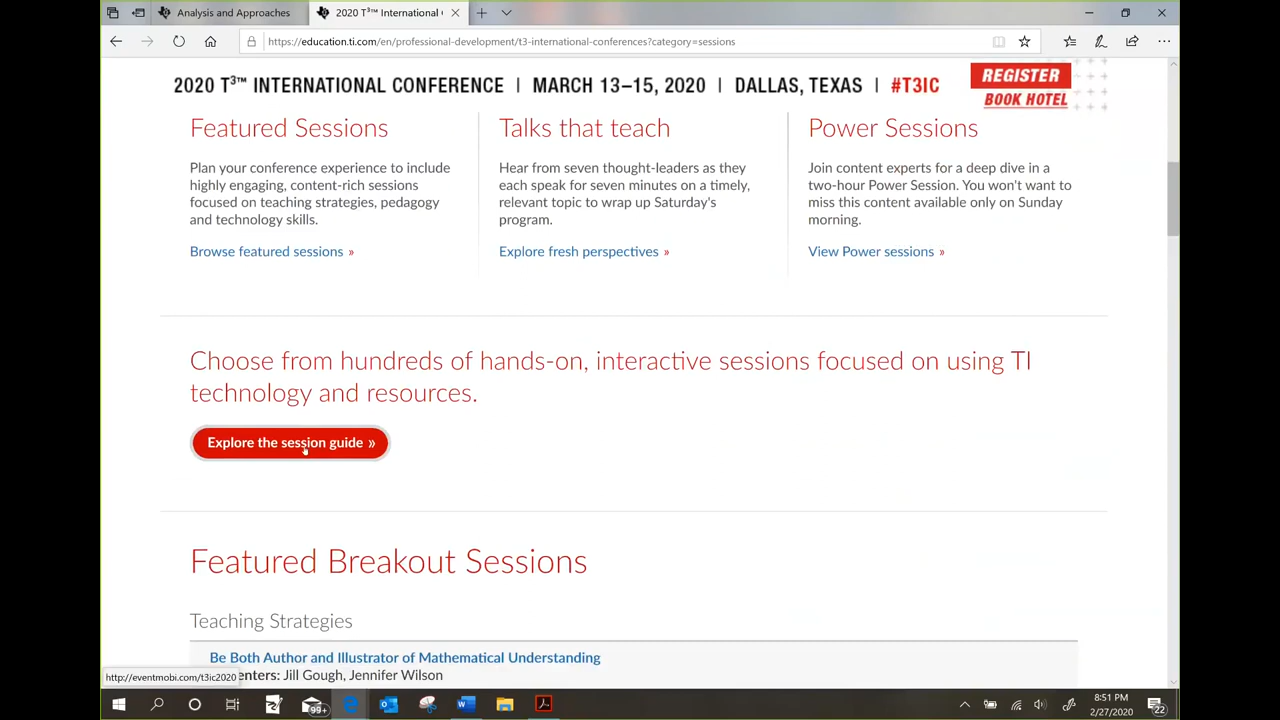 Analysis and Approaches
2020 T³™ International
https://education.ti.com/en/professional-development/t3-international-conferences?category=sessions
2020 T³™ INTERNATIONAL CONFERENCE | MARCH 13–15, 2020 | DALLAS, TEXAS | #T3IC
REGISTER
BOOK HOTEL
Featured Sessions
Plan your conference experience to include
highly engaging, content-rich sessions
focused on teaching strategies, pedagogy
and technology skills.
Browse featured sessions »
Talks that teach
Hear from seven thought-leaders as they
each speak for seven minutes on a timely,
relevant topic to wrap up Saturday's
program.
Explore fresh perspectives »
Power Sessions
Join content experts for a deep dive in a
two-hour Power Session. You won't want to
miss this content available only on Sunday
morning.
View Power sessions »
Choose from hundreds of hands-on, interactive sessions focused on using TI
technology and resources.
Explore the session guide »
Featured Breakout Sessions
Teaching Strategies
Be Both Author and Illustrator of Mathematical Understanding
enters: Jill Gough, Jennifer Wilson
http://eventmobi.com/t3ic2020
99+
8:51 PM
2/27/2020
22